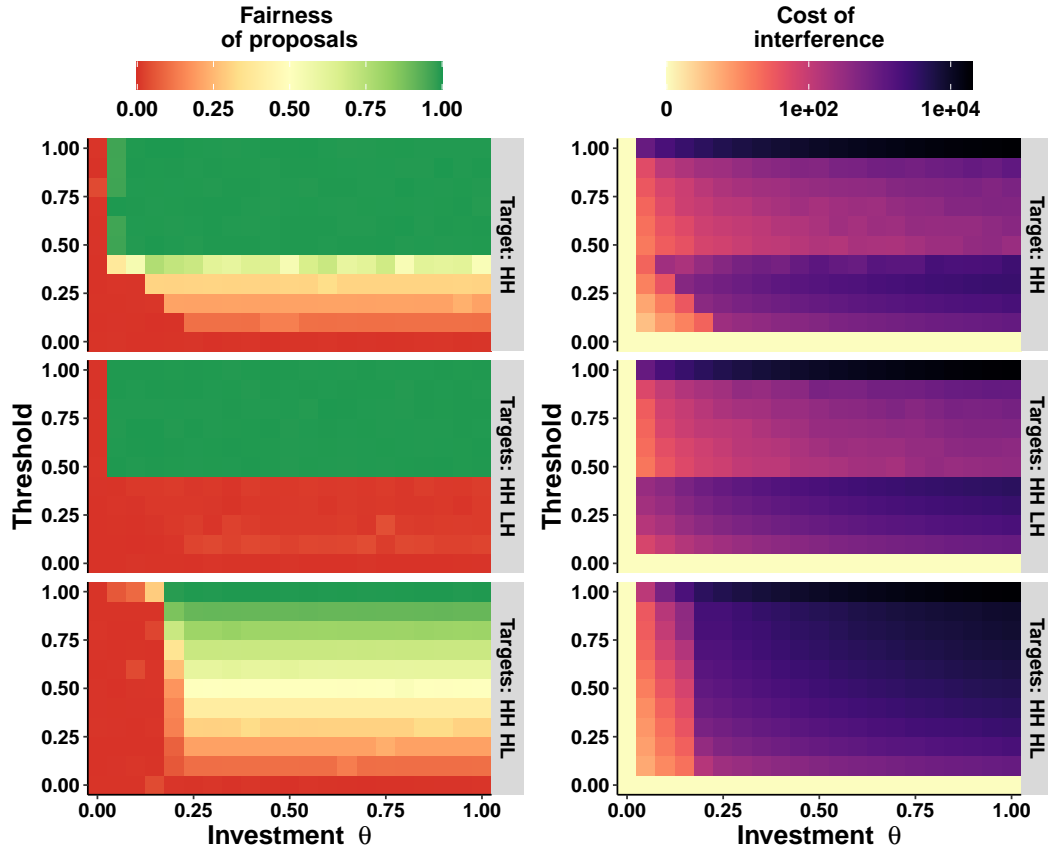 Fairness
of proposals
0.00 0.25 0.50 0.75 1.00
Cost of
interference
0 1e+02 1e+04
Threshold
1.00
0.75
0.50
0.25
0.00
Target: HH
1.00
0.75
0.50
0.25
0.00
Targets: HH LH
1.00
0.75
0.50
0.25
0.00
Targets: HH HL
0.00 0.25 0.50 0.75 1.00
Investment θ
Threshold
1.00
0.75
0.50
0.25
0.00
Target: HH
1.00
0.75
0.50
0.25
0.00
Targets: HH LH
1.00
0.75
0.50
0.25
0.00
Targets: HH HL
0.00 0.25 0.50 0.75 1.00
Investment θ